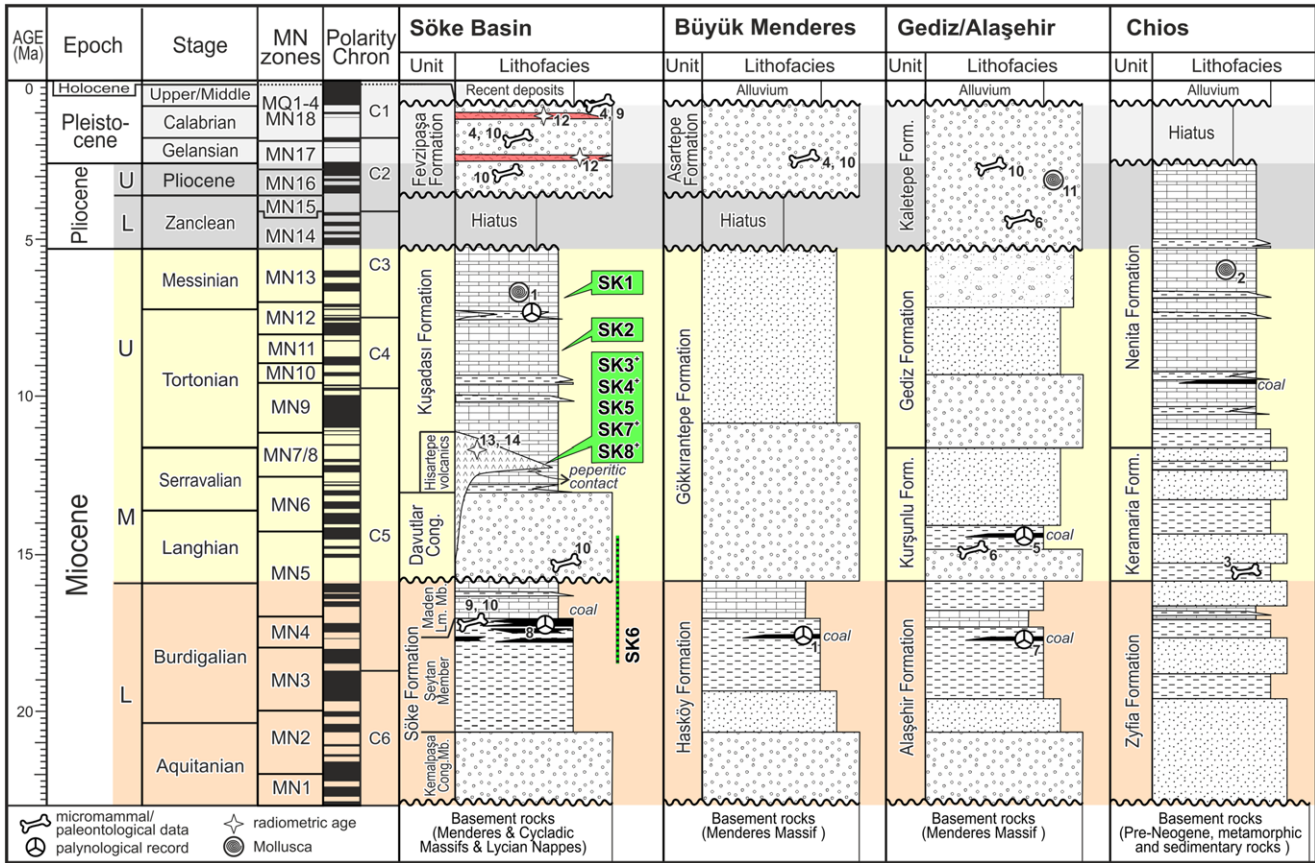 AGE
(Ma)
Epoch
Stage
MN
zones
Polarity
Chron
Söke Basin
Büyük Menderes
Gediz/Alaşehir
Chios
Unit
Lithofacies
Unit
Lithofacies
Unit
Lithofacies
Unit
Lithofacies
0
5
10
15
20
Holocene
Pleisto-
cene
Pliocene
Miocene
U
L
U
M
L
Upper/Middle
Calabrian
Gelansian
Pliocene
Zanclean
Messinian
Tortonian
Serravalian
Langhian
Burdigalian
Aquitanian
MQ1-4
MN18
MN17
MN16
MN15
MN14
MN13
MN12
MN11
MN10
MN9
MN7/8
MN6
MN5
MN4
MN3
MN2
MN1
C1
C2
C3
C4
C5
C6
Recent deposits
Fevzipasa
Formation
12
4, 9
4, 10
12
10
Hiatus
Kuşadası Formation
1
SK1
SK2
SK3+
SK4+
SK5
SK7+
SK8+
Hisartepe
volcanics
13, 14
peperitic
contact
Davutlar
Cong.
10
SK6
Söke Formation
Maden
Lm. Mb.
9, 10
coal
8
Şeytan
Member
Kemalpaşa
Cong.Mb.
Basement rocks
(Menderes & Cycladic
Massifs & Lycian Nappes)
Alluvium
Asartepe
Formation
4, 10
Hiatus
Gökkırantepe Formation
Hasköy Formation
coal
1
Basement rocks
(Menderes Massif )
Alluvium
Kaletepe Form.
10
11
6
Gediz Formation
Kurşunlu Form.
coal
5
6
Alaşehir Formation
coal
7
Basement rocks
(Menderes Massif )
Alluvium
Hiatus
Nenita Formation
2
coal
Keramaria Form.
3
Zyfia Formation
Basement rocks
(Pre-Neogene, metamorphic
and sedimentary rocks )
micromammal/
paleontological data
palynological record
radiometric age
Mollusca